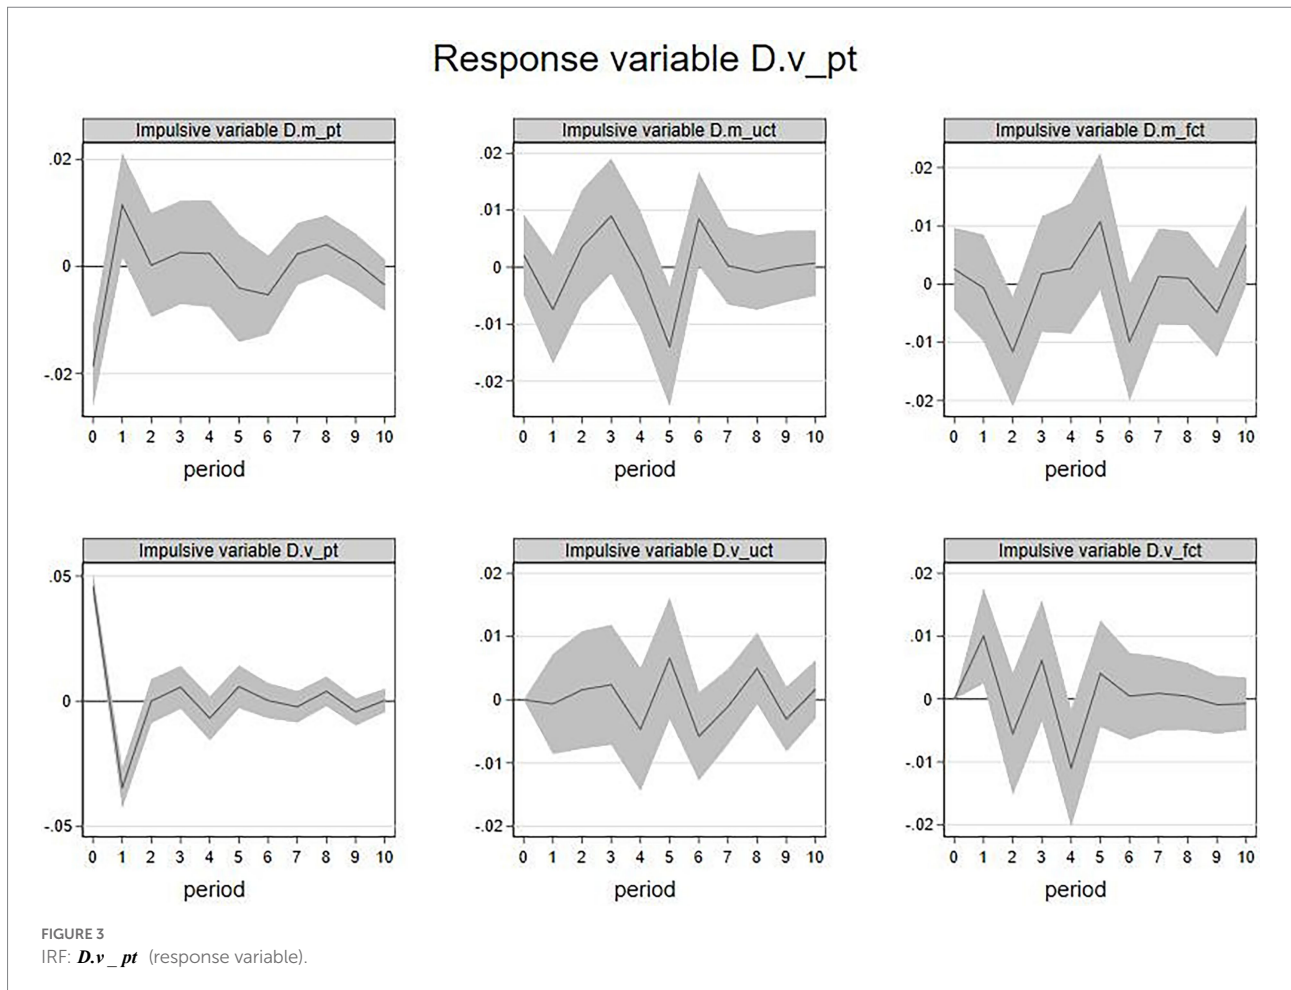 Response variable D.v_pt
Impulsive variable D.m_pt
.02
0
-.02
0 1 2 3 4 5 6 7 8 9 10
period
Impulsive variable D.m_uct
.02
.01
0
-.01
-.02
0 1 2 3 4 5 6 7 8 9 10
period
Impulsive variable D.m_fct
.02
.01
0
-.01
-.02
0 1 2 3 4 5 6 7 8 9 10
period
Impulsive variable D.v_pt
.05
0
-.05
0 1 2 3 4 5 6 7 8 9 10
period
Impulsive variable D.v_uct
.02
.01
0
-.01
-.02
0 1 2 3 4 5 6 7 8 9 10
period
Impulsive variable D.v_fct
.02
.01
0
-.01
-.02
0 1 2 3 4 5 6 7 8 9 10
period
FIGURE 3
IRF: D.v _ pt (response variable).